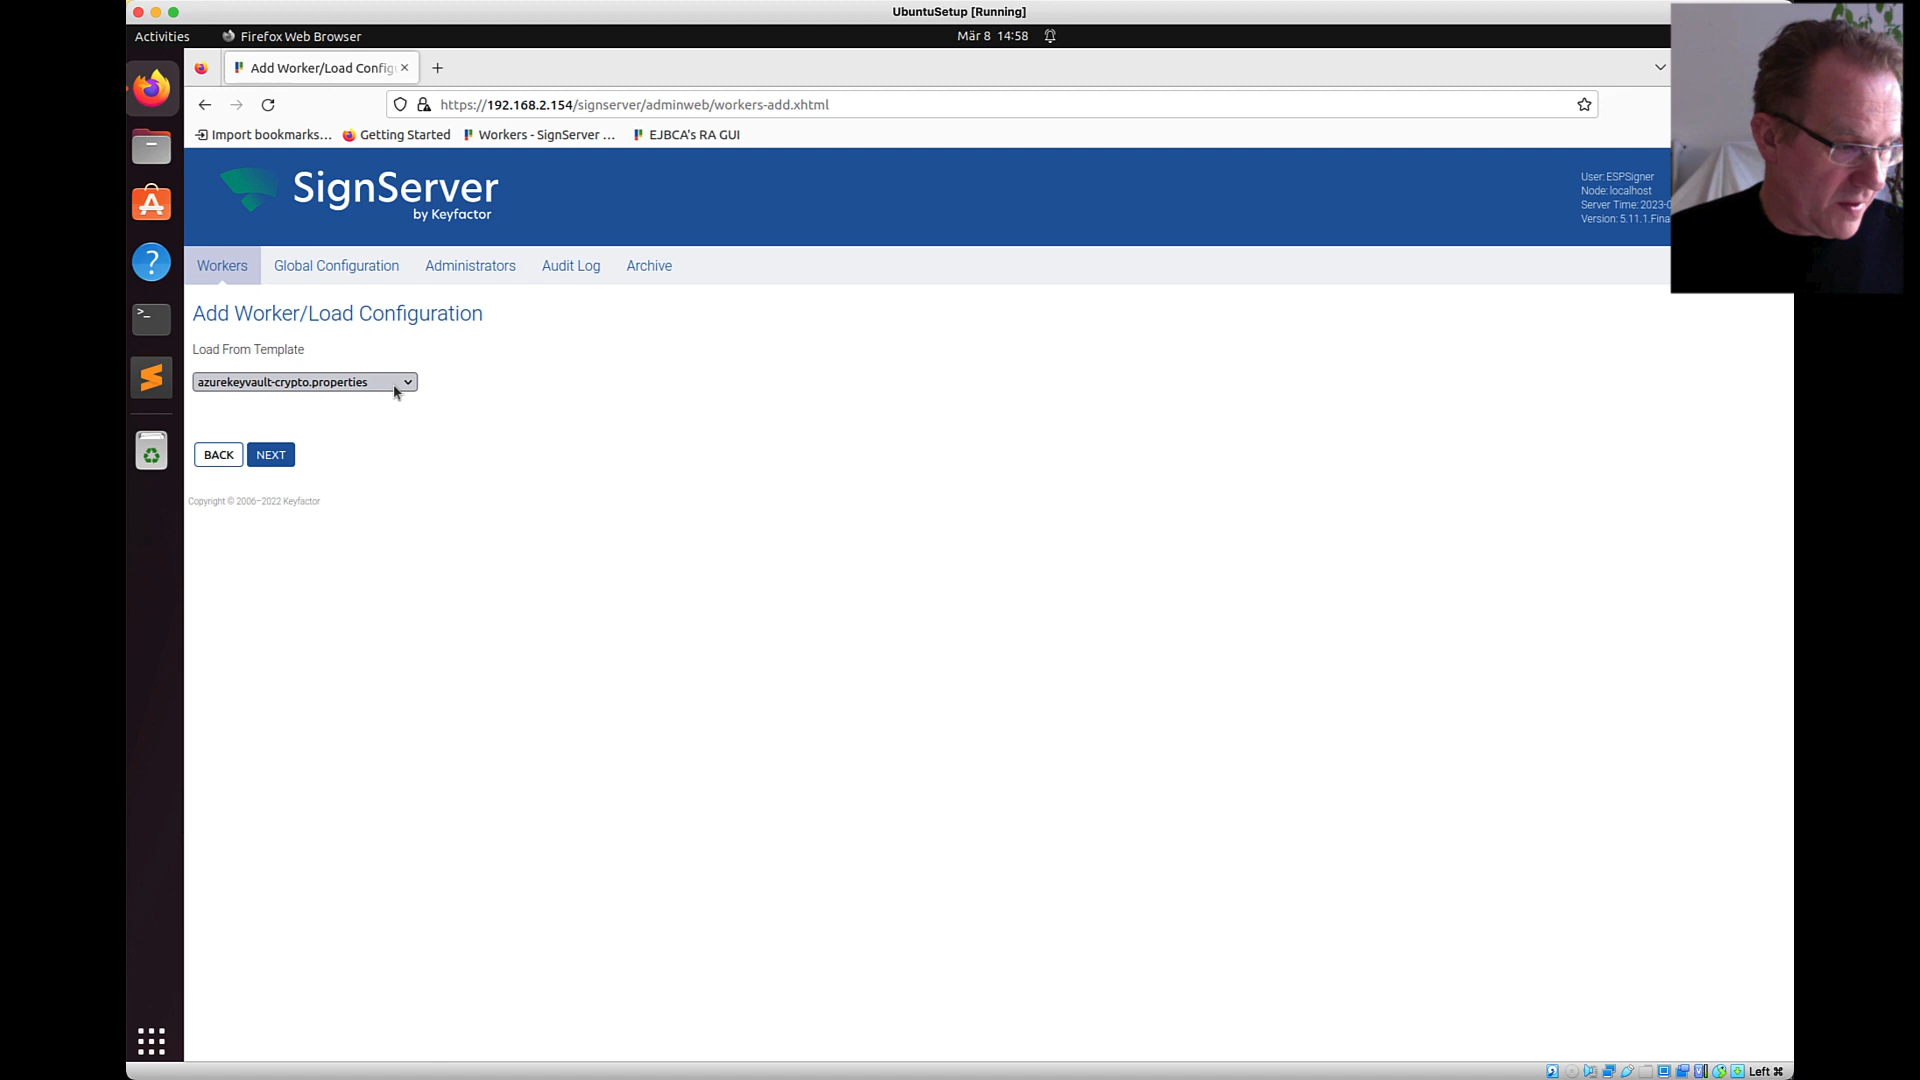 UbuntuSetup [Running]
Activities Firefox Web Browser Mär 8 14:58
Add Worker/Load Config
https://192.168.2.154/signserver/adminweb/workers-add.xhtml
Import bookmarks... Getting Started Workers - SignServer ... EJBCA's RA GUI
SignServer
by Keyfactor
User: ESPSigner
Node: localhost
Server Time: 2023-0
Version: 5.11.1.Fina
Workers Global Configuration Administrators Audit Log Archive
Add Worker/Load Configuration
Load From Template
azurekeyvault-crypto.properties
BACK NEXT
Copyright © 2006–2022 Keyfactor
Left ⌘